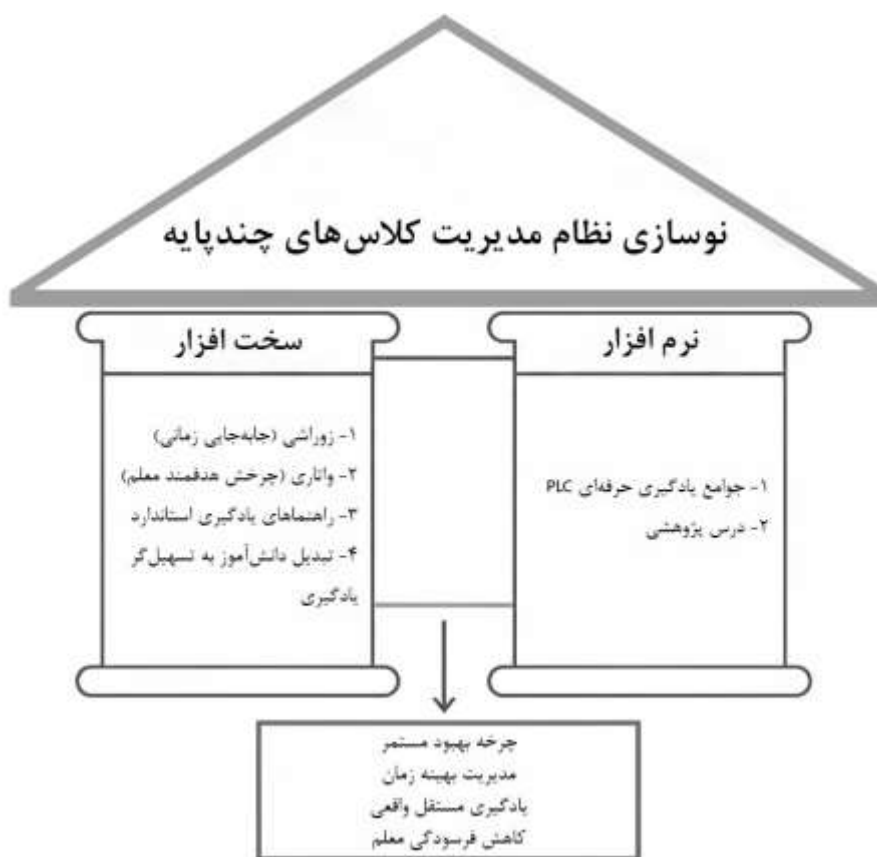 نوسازی نظام مدیریت کلاس‌های چندپایه
نرم افزار
۱- جوامع یادگیری حرفه‌ای PLC
۲- درس پژوهشی
سخت افزار
۱- زوراشی (جابه‌جایی زمانی)
۲- واتاری (چرخش هدفمند معلم)
۳- راهنماهای یادگیری استاندارد
۴- تبدیل دانش‌آموز به تسهیل‌گر
یادگیری
چرخه بهبود مستمر
مدیریت بهینه زمان
یادگیری مستقل واقعی
کاهش فرسودگی معلم